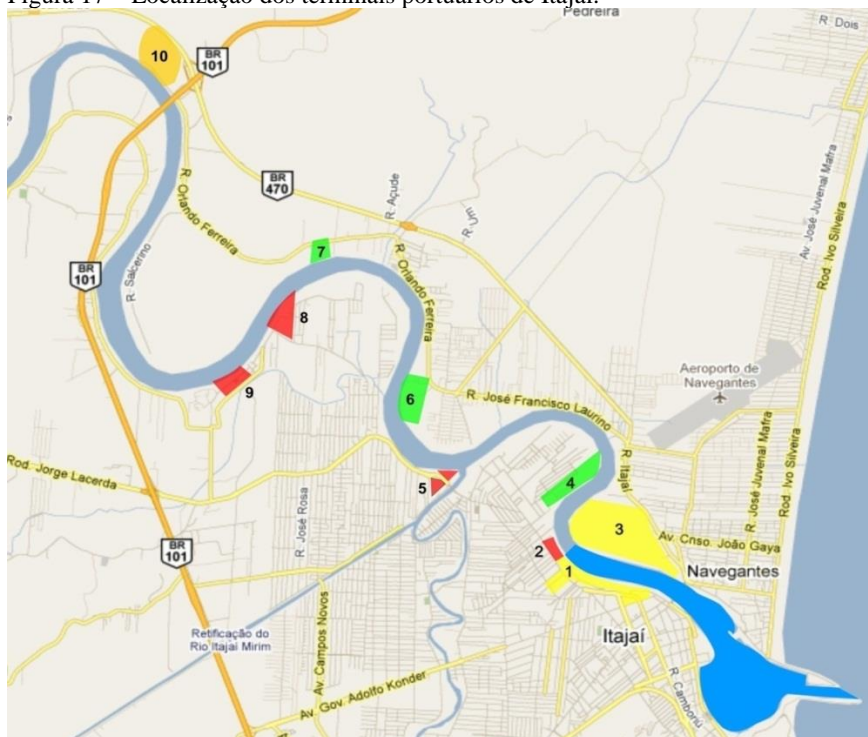 Figura 17 – Localização dos terminais portuários de Itajaí.
Pedreira
R. Dois
10
BR
101
BR
470
R. Açude
R. Um
Av. José Juvenal Mafra
Rod. Ivo Silveira
R. Orlando Ferreira
7
R. Salcerino
BR
101
R. Orlando Ferreira
8
Aeroporto de
Navegantes
9
6
R. José Francisco Laurino
R. Itajaí
R. José Juvenal Mafra
Rod. Ivo Silveira
Rod. Jorge Lacerda
5
4
R. José Rosa
3
Av. Cnso. João Gaya
BR
101
2
1
Navegantes
Retificação do
Rio Itajaí Mirim
Av. Campos Novos
Itajaí
R. Camboriú
Av. Gov. Adolfo Konder